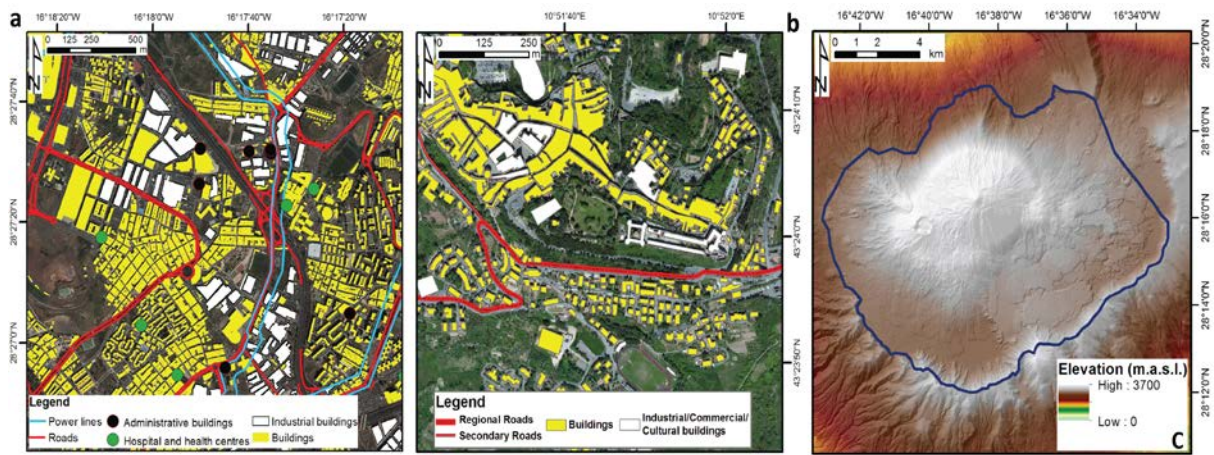 a
16°18'20"W 16°18'0"W 16°17'40"W 16°17'20"W
0 125 250 500
m
28°27'40"N
28°27'20"N
28°27'0"N
Legend
Power lines
Roads
Administrative buildings
Hospital and health centres
Industrial buildings
Buildings
10°51'40"E 10°52'0"E
0 125 250
m
43°24'10"N
43°24'0"N
43°23'50"N
Legend
Regional Roads
Secondary Roads
Buildings
Industrial/Commercial/
Cultural buildings
b
16°42'0"W 16°40'0"W 16°38'0"W 16°36'0"W 16°34'0"W
0 1 2 4
km
28°20'0"N
28°18'0"N
28°16'0"N
28°14'0"N
28°12'0"N
Elevation (m.a.s.l.)
High : 3700
Low : 0
C